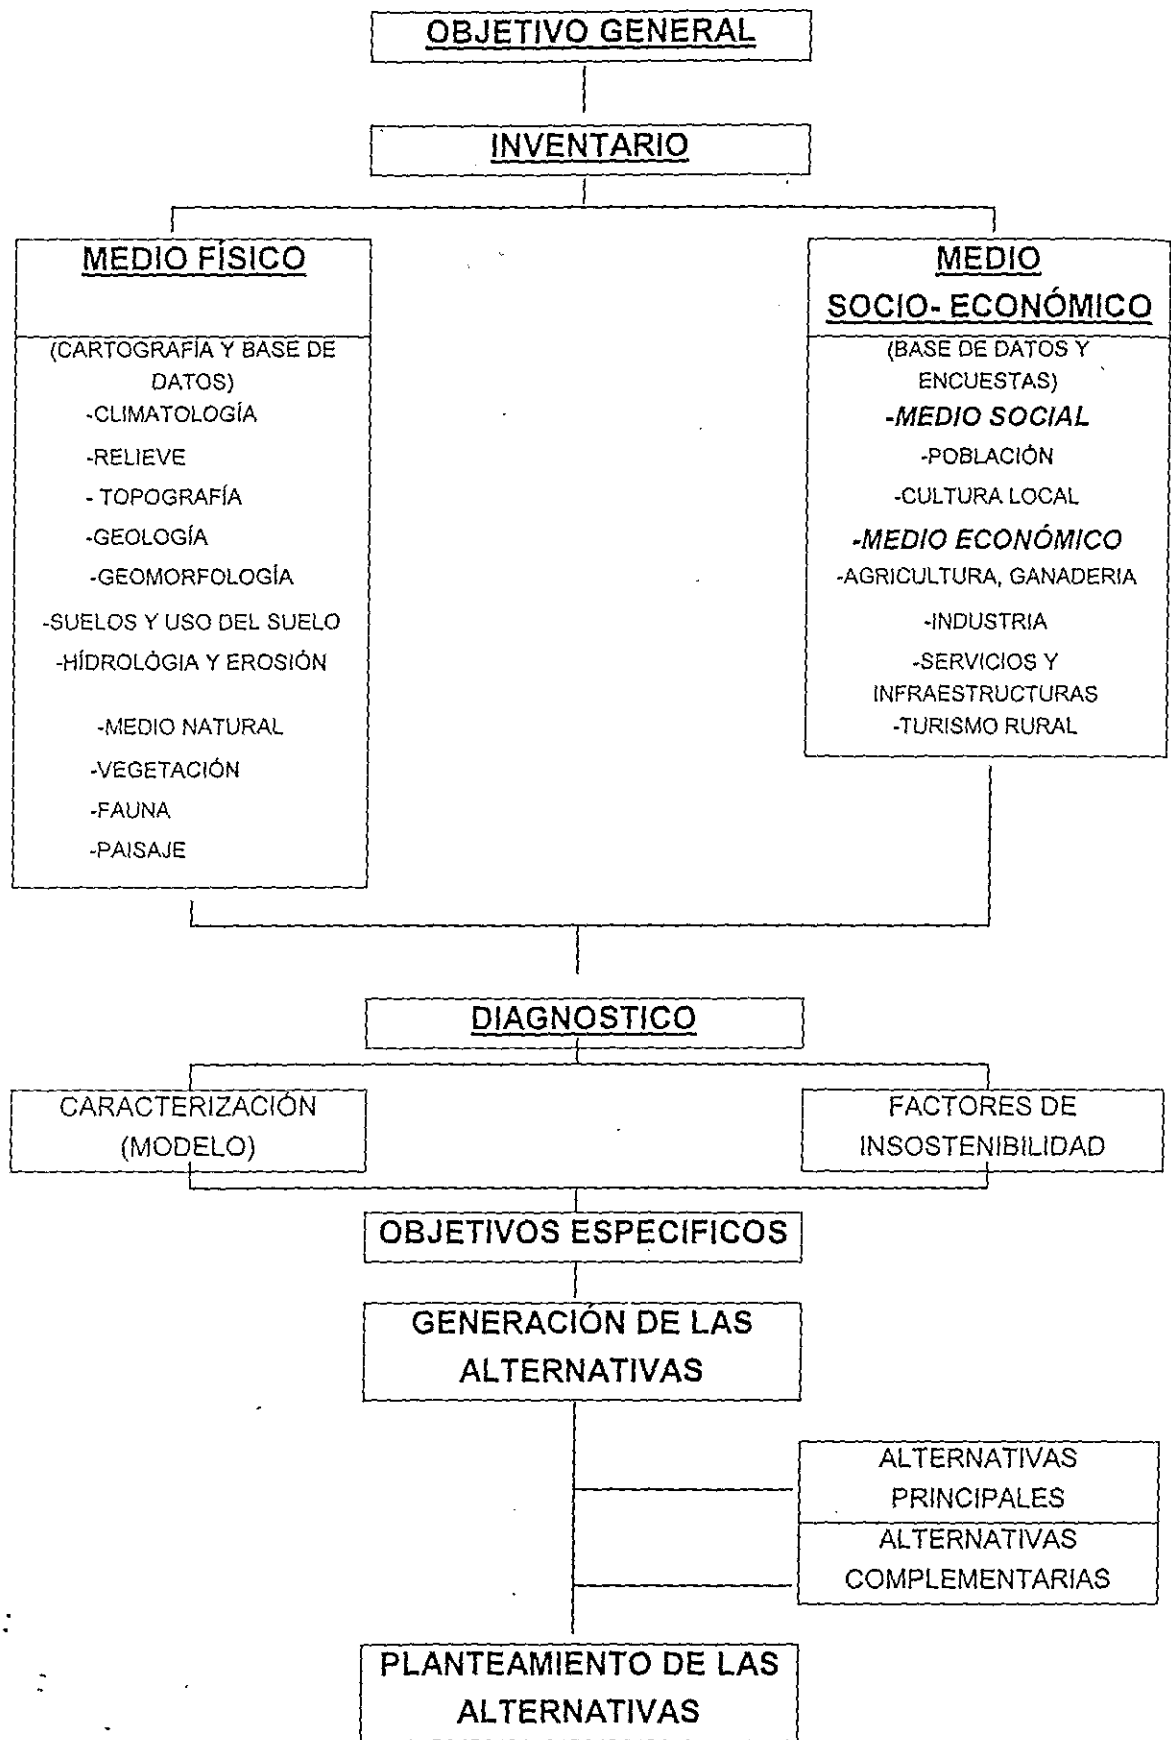 OBJETIVO GENERAL
INVENTARIO
MEDIO FÍSICO
(CARTOGRAFÍA Y BASE DE
DATOS)
-CLIMATOLOGÍA
-RELIEVE
- TOPOGRAFÍA
-GEOLOGÍA
-GEOMORFOLOGÍA
-SUELOS Y USO DEL SUELO
-HÍDROLÓGIA Y EROSIÓN
-MEDIO NATURAL
-VEGETACIÓN
-FAUNA
-PAISAJE
MEDIO
SOCIO- ECONÓMICO
(BASE DE DATOS Y
ENCUESTAS)
-MEDIO SOCIAL
-POBLACIÓN
-CULTURA LOCAL
-MEDIO ECONÓMICO
-AGRICULTURA, GANADERIA
-INDUSTRIA
-SERVICIOS Y
INFRAESTRUCTURAS
-TURISMO RURAL
DIAGNOSTICO
CARACTERIZACIÓN
(MODELO)
FACTORES DE
INSOSTENIBILIDAD
OBJETIVOS ESPECIFICOS
GENERACIÓN DE LAS
ALTERNATIVAS
ALTERNATIVAS
PRINCIPALES
ALTERNATIVAS
COMPLEMENTARIAS
PLANTEAMIENTO DE LAS
ALTERNATIVAS